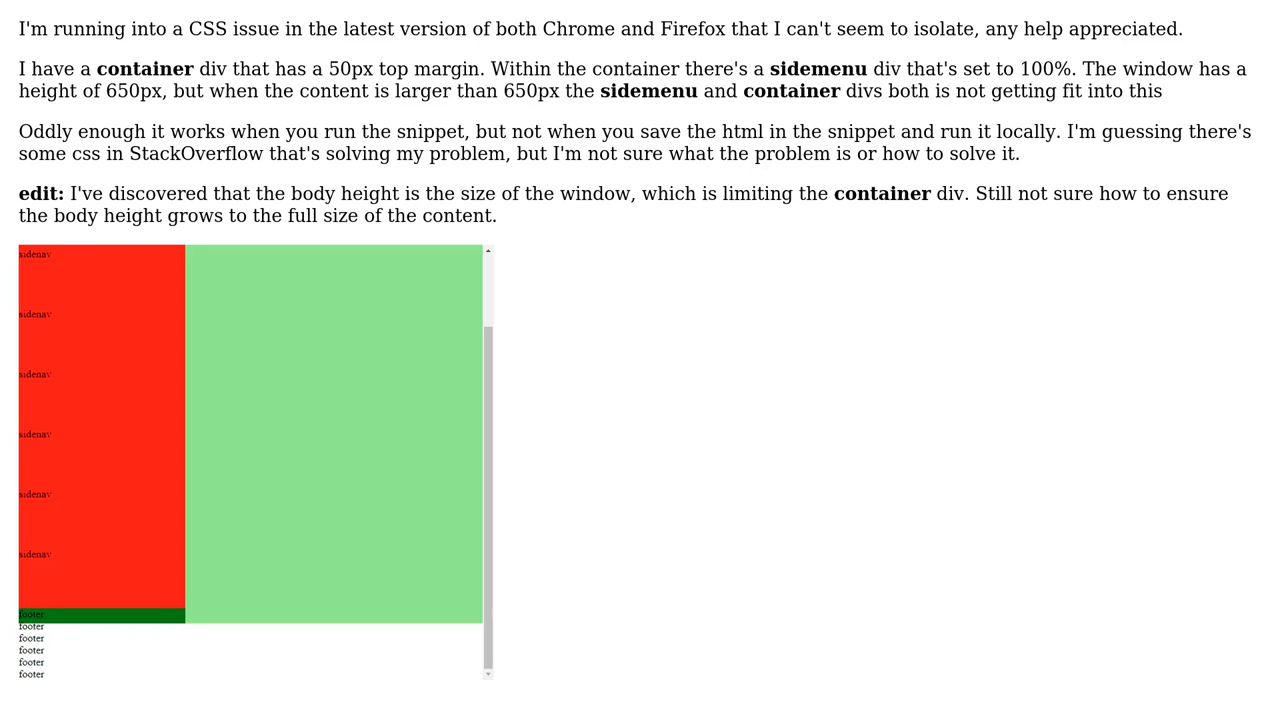 I'm running into a CSS issue in the latest version of both Chrome and Firefox that I can't seem to isolate, any help appreciated.
I have a container div that has a 50px top margin. Within the container there's a sidemenu div that's set to 100%. The window has a
height of 650px, but when the content is larger than 650px the sidemenu and container divs both is not getting fit into this
Oddly enough it works when you run the snippet, but not when you save the html in the snippet and run it locally. I'm guessing there's
some css in StackOverflow that's solving my problem, but I'm not sure what the problem is or how to solve it.
edit: I've discovered that the body height is the size of the window, which is limiting the container div. Still not sure how to ensure
the body height grows to the full size of the content.
sidenav
sidenav
sidenav
sidenav
sidenav
sidenav
footer
footer
footer
footer
footer
footer